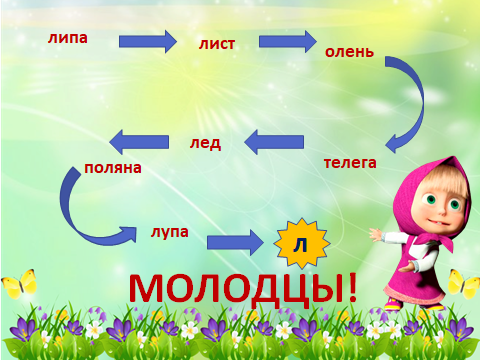 липа
лист
олень
телега
лед
поляна
лупа
л
МОЛОДЦЫ!